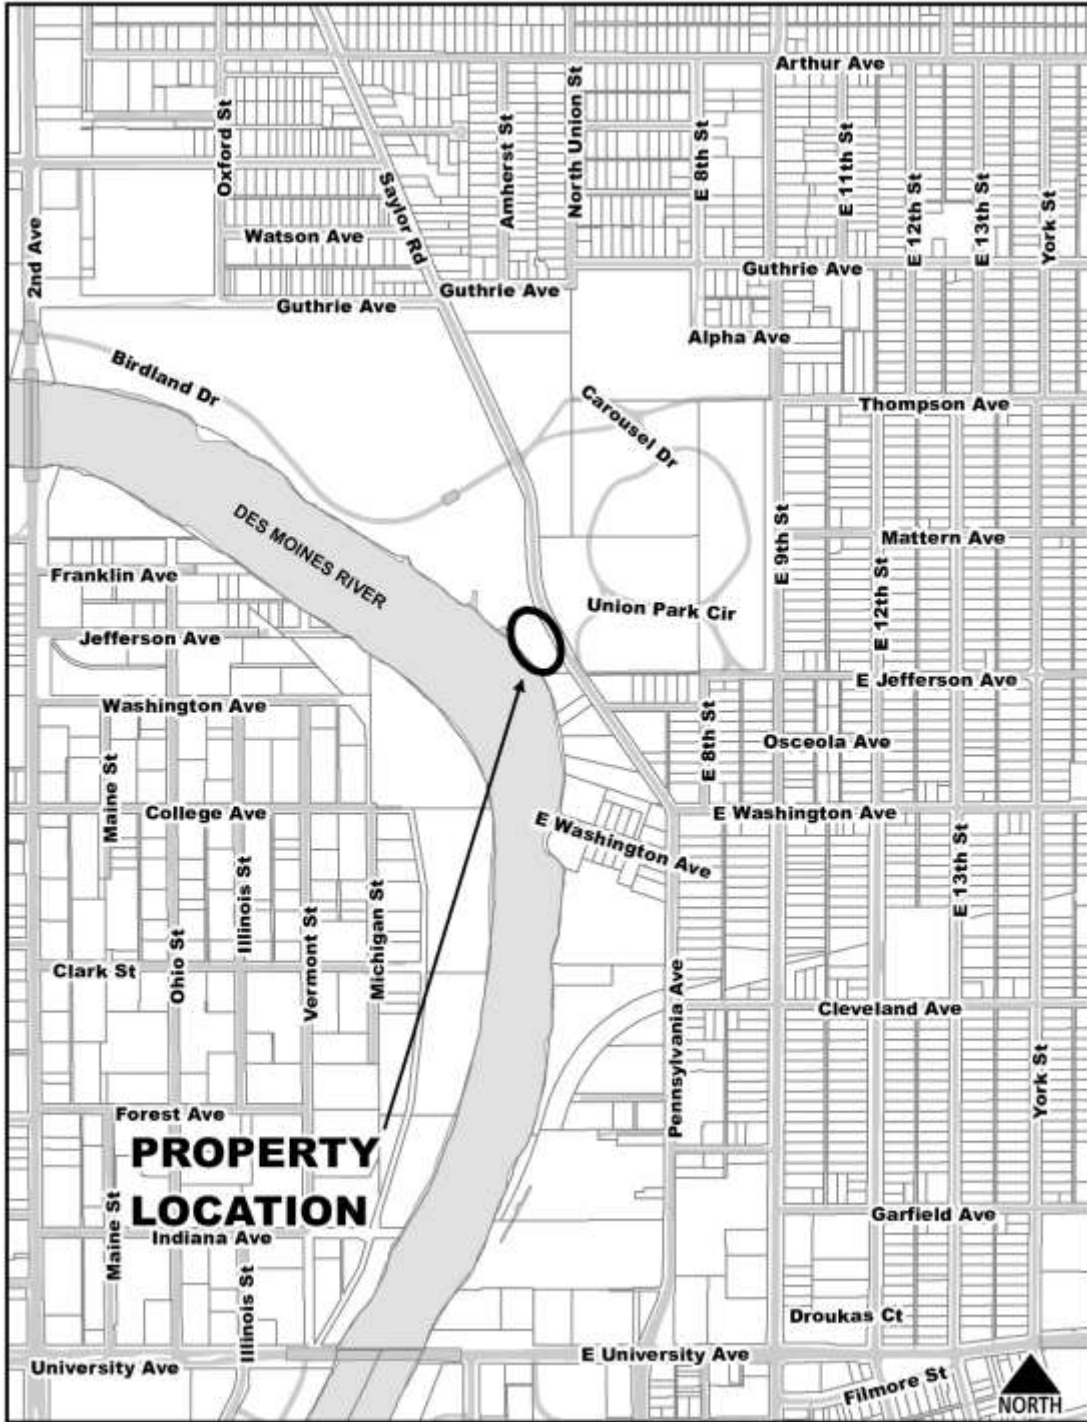 Arthur Ave
Oxford St
Amherst St
North Union St
E 8th St
E 11th St
Saylor Rd
E 12th St
E 13th St
York St
2nd Ave
Watson Ave
Guthrie Ave
Guthrie Ave
Guthrie Ave
Alpha Ave
Birdland Dr
Carousel Dr
Thompson Ave
DES MOINES RIVER
E 9th St
Mattern Ave
Franklin Ave
E 12th St
Union Park Cir
Jefferson Ave
E Jefferson Ave
Washington Ave
E 8th St
Osceola Ave
Maine St
College Ave
E Washington Ave
E Washington Ave
Illinois St
Michigan St
E 13th St
Clark St
Ohio St
Vermont St
Pennsylvania Ave
Cleveland Ave
York St
Forest Ave
PROPERTY
LOCATION
Maine St
Indiana Ave
Garfield Ave
Illinois St
Droukas Ct
University Ave
E University Ave
Filmore St
NORTH